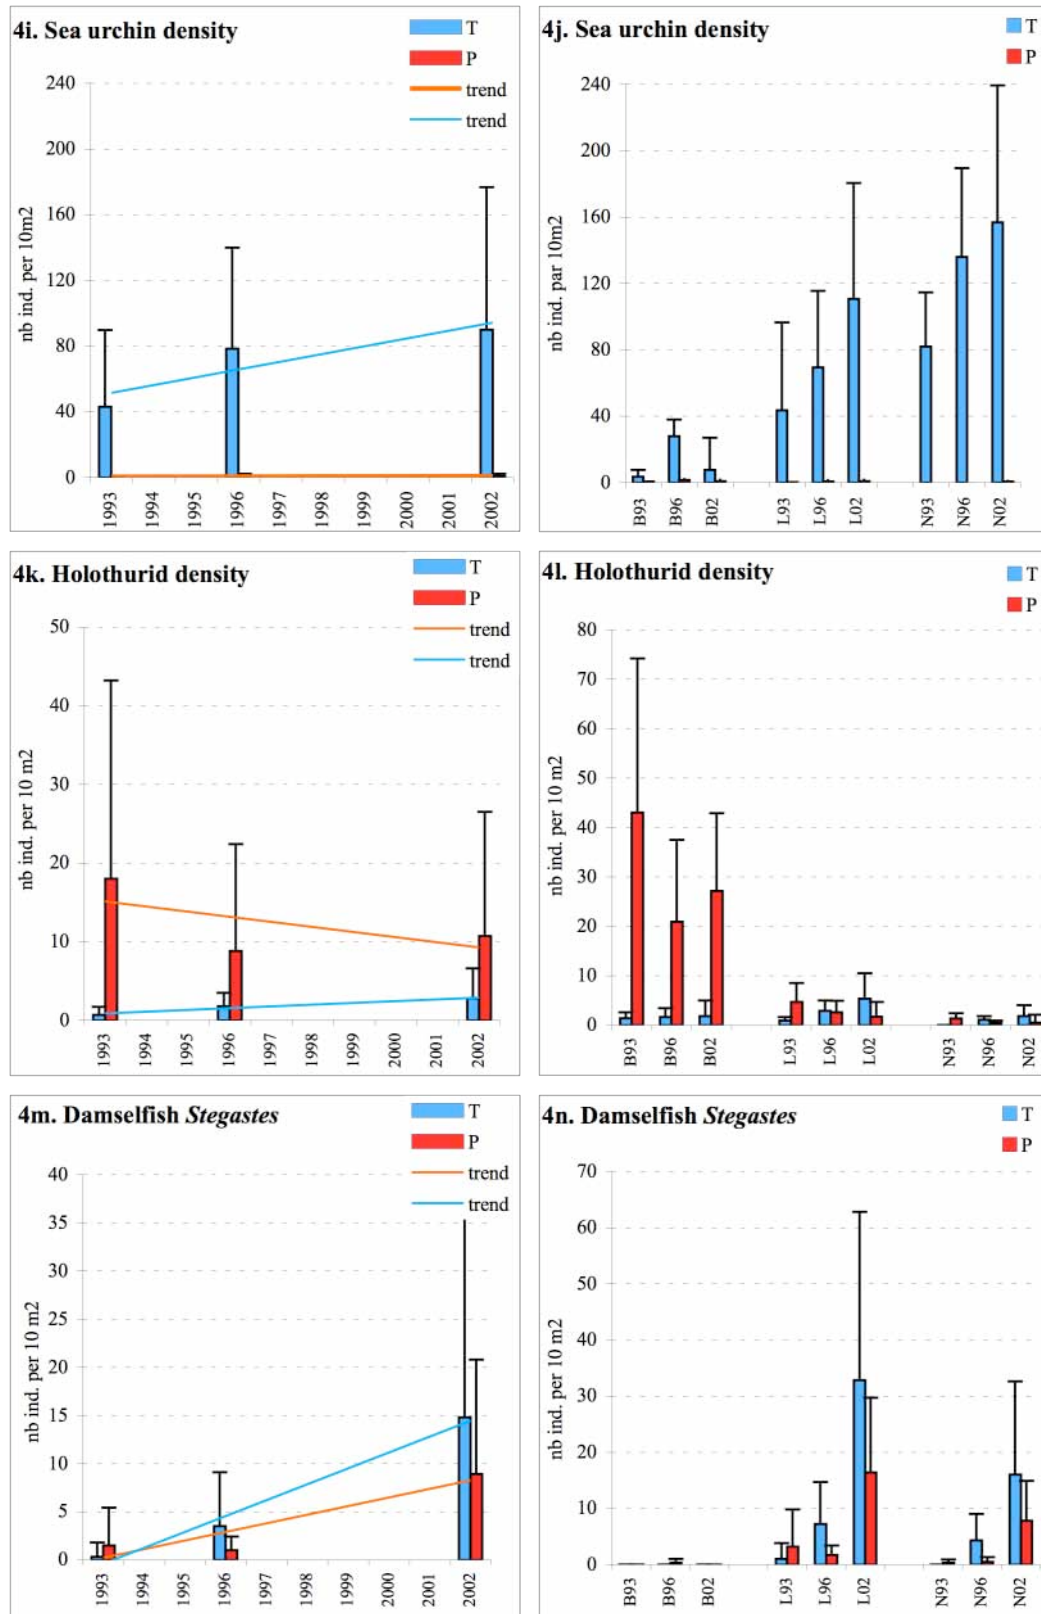 4i. Sea urchin density
T
P
trend
trend
240
200
160
120
80
40
0
nb ind. per 10m2
1993
1994
1995
1996
1997
1998
1999
2000
2001
2002
4j. Sea urchin density
T
P
240
200
160
120
80
40
0
nb ind. par 10m2
B93
B96
B02
L93
L96
L02
N93
N96
N02
4k. Holothurid density
T
P
trend
trend
50
40
30
20
10
0
nb ind. per 10 m2
1993
1994
1995
1996
1997
1998
1999
2000
2001
2002
4l. Holothurid density
T
P
80
70
60
50
40
30
20
10
0
nb ind. per 10 m2
B93
B96
B02
L93
L96
L02
N93
N96
N02
4m. Damselfish Stegastes
T
P
trend
trend
40
35
30
25
20
15
10
5
0
nb ind. per 10 m2
1993
1994
1995
1996
1997
1998
1999
2000
2001
2002
4n. Damselfish Stegastes
T
P
70
60
50
40
30
20
10
0
nb ind. per 10 m2
B93
B96
B02
L93
L96
L02
N93
N96
N02